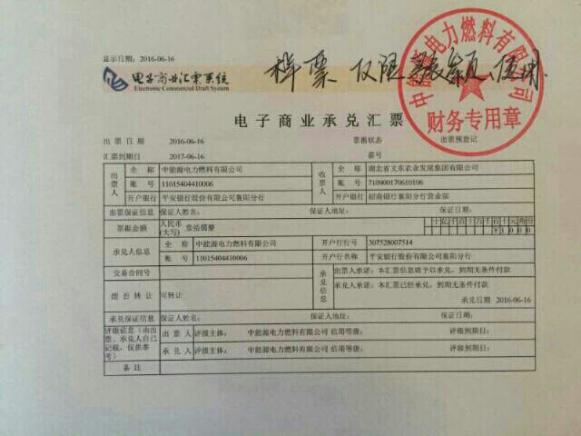 显示日期: 2016-06-16
样票 仅限 使用
电子商业汇票系统
Electronic Commercial Draft System
电力燃料有限公司
财务专用章
电子商业承兑汇票
出票日期 2016-06-16 票据状态 出票预登记
汇票到期日 2017-06-16 票号
出票人 全称 中能源电力燃料有限公司 收票人 全称 湖北省文东农业发展集团有限公司
账号 11015404410006 账号 710900170610106
开户银行 平安银行股份有限公司襄阳分行 开户银行 招商银行襄阳分行营业部
出票保证信息 保证人姓名: 保证人地址: 保证日期:
票据金额 人民币(大写) 壹佰圆整 十亿千百十万千百十元角分
¥10000
承兑人信息 全称 中能源电力燃料有限公司 开户行行号 307528007514
账号 11015404410006 开户行名称 平安银行股份有限公司襄阳分行
交易合同号 承兑信息 出票人承诺: 本汇票信息请予以承兑, 到期无条件付款
能否转让 可转让 承兑人承诺: 本汇票已经承兑, 到期无条件付款
承兑日期 2016-06-16
承兑保证信息 保证人姓名: 保证人地址: 保证日期:
评级信息(由出票、承兑人自己记载, 仅供参考) 出票人 评级主体: 中能源电力燃料有限公司 信用等级: 评级到期日:
承兑人 评级主体: 中能源电力燃料有限公司 信用等级: 评级到期日:
备注